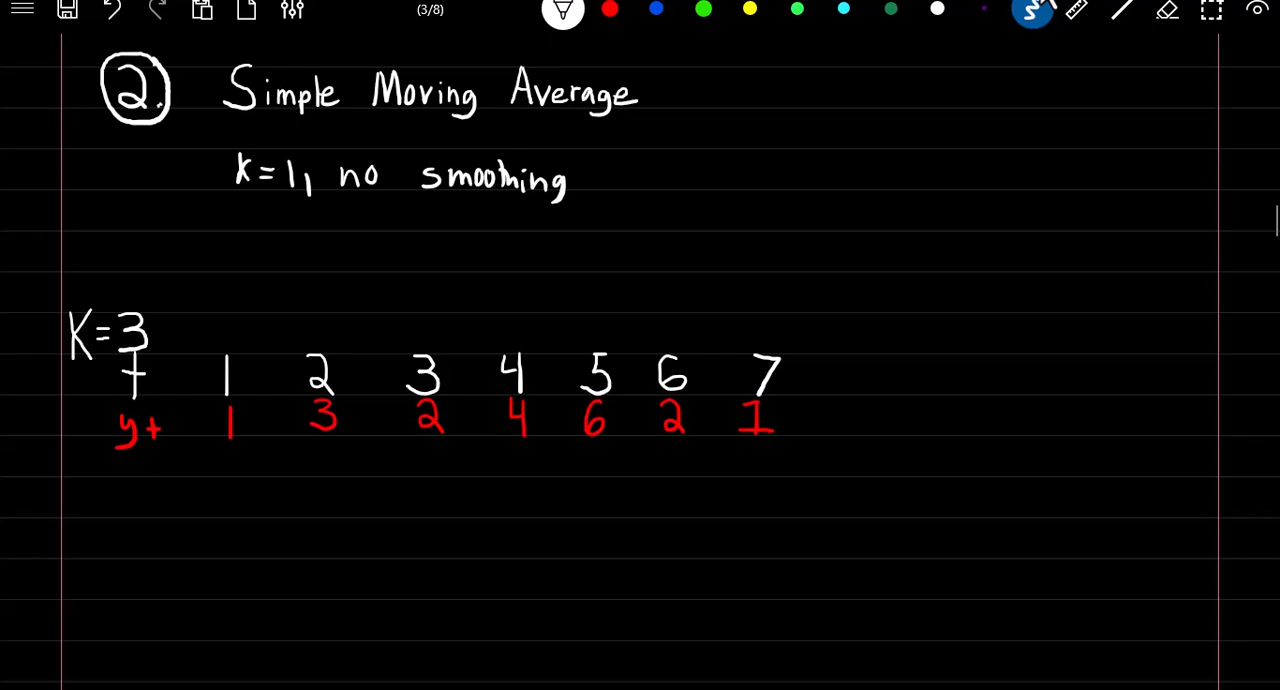 (3/8)
2. Simple Moving Average
K=1, no smoothing
K=3
T 1 2 3 4 5 6 7
yt 1 3 2 4 6 2 1